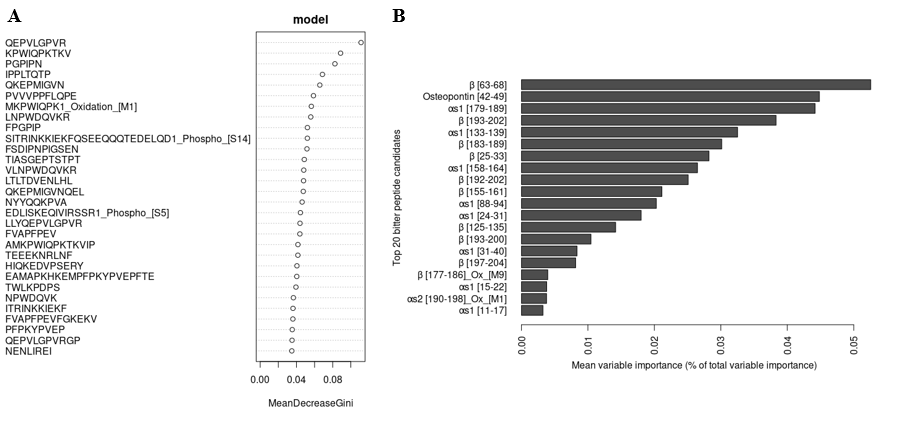 A
B
model
QEPVLGPVR
KPWIQPKTKV
PGPIPN
IPPLTQTP
QKEPMIGVN
PVVVPPFLQPE
MKPWIQPK1_Oxidation_[M1]
LNPWDQVKR
FPGPIP
SITRINKKIEKFQSEEQQQTEDELQD1_Phospho_[S14]
FSDIPNPIGSEN
TIASGEPTSTPT
VLNPWDQVKR
LTLTDVENLHL
QKEPMIGVNQEL
NYYQQKPVA
EDLISKEQIVIRSSR1_Phospho_[S5]
LLYQEPVLGPVR
FVAPFPEV
AMKPWIQPKTKVIP
TEEEKNRLNF
HIQKEDVPSERY
EAMAPKHKEMPFPKYPVEPFTE
TWLKPDPS
NPWDQVK
ITRINKKIEKF
FVAPFPEVFGKEKV
PFPKYPVEP
QEPVLGPVRGP
NENLIREI
0.00 0.04 0.08
MeanDecreaseGini
Top 20 bitter peptide candidates
β [63-68]
Osteopontin [42-49]
αs1 [179-189]
β [193-202]
αs1 [133-139]
β [183-189]
β [25-33]
αs1 [158-164]
β [192-202]
β [155-161]
αs1 [88-94]
αs1 [24-31]
β [125-135]
β [193-200]
αs1 [31-40]
β [197-204]
β [177-186]_Ox_[M9]
αs1 [15-22]
αs2 [190-198]_Ox_[M1]
αs1 [11-17]
0.00 0.01 0.02 0.03 0.04 0.05
Mean variable importance (% of total variable importance)